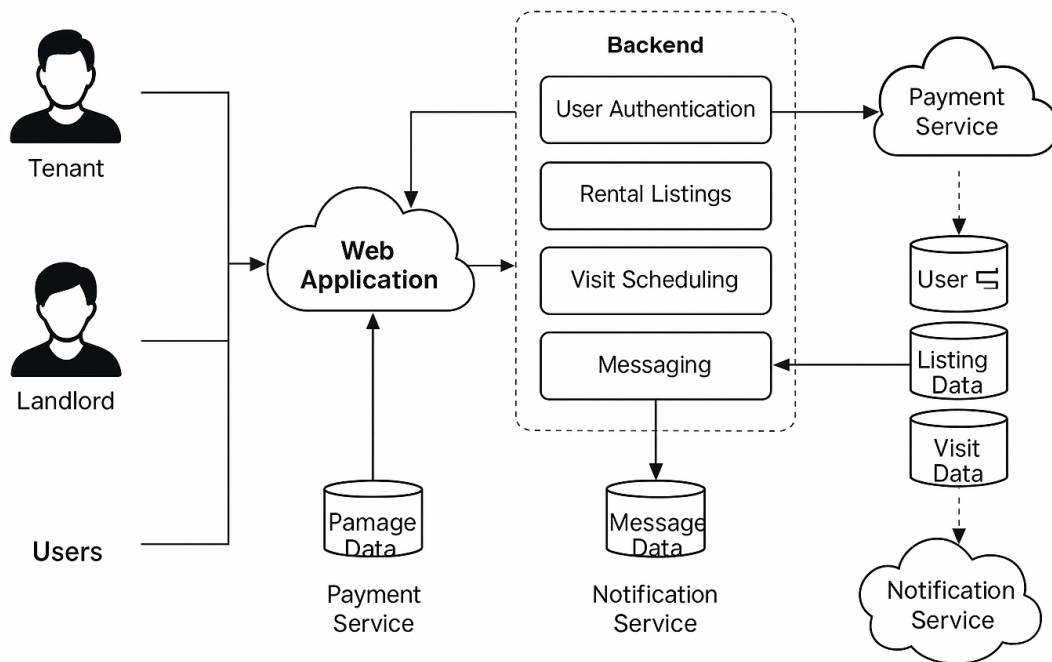 Tenant
Landlord
Users
Web
Application
Pamage
Data
Payment
Service
Backend
User Authentication
Rental Listings
Visit Scheduling
Messaging
Message
Data
Notification
Service
Payment
Service
User
Listing
Data
Visit
Data
Notification
Service